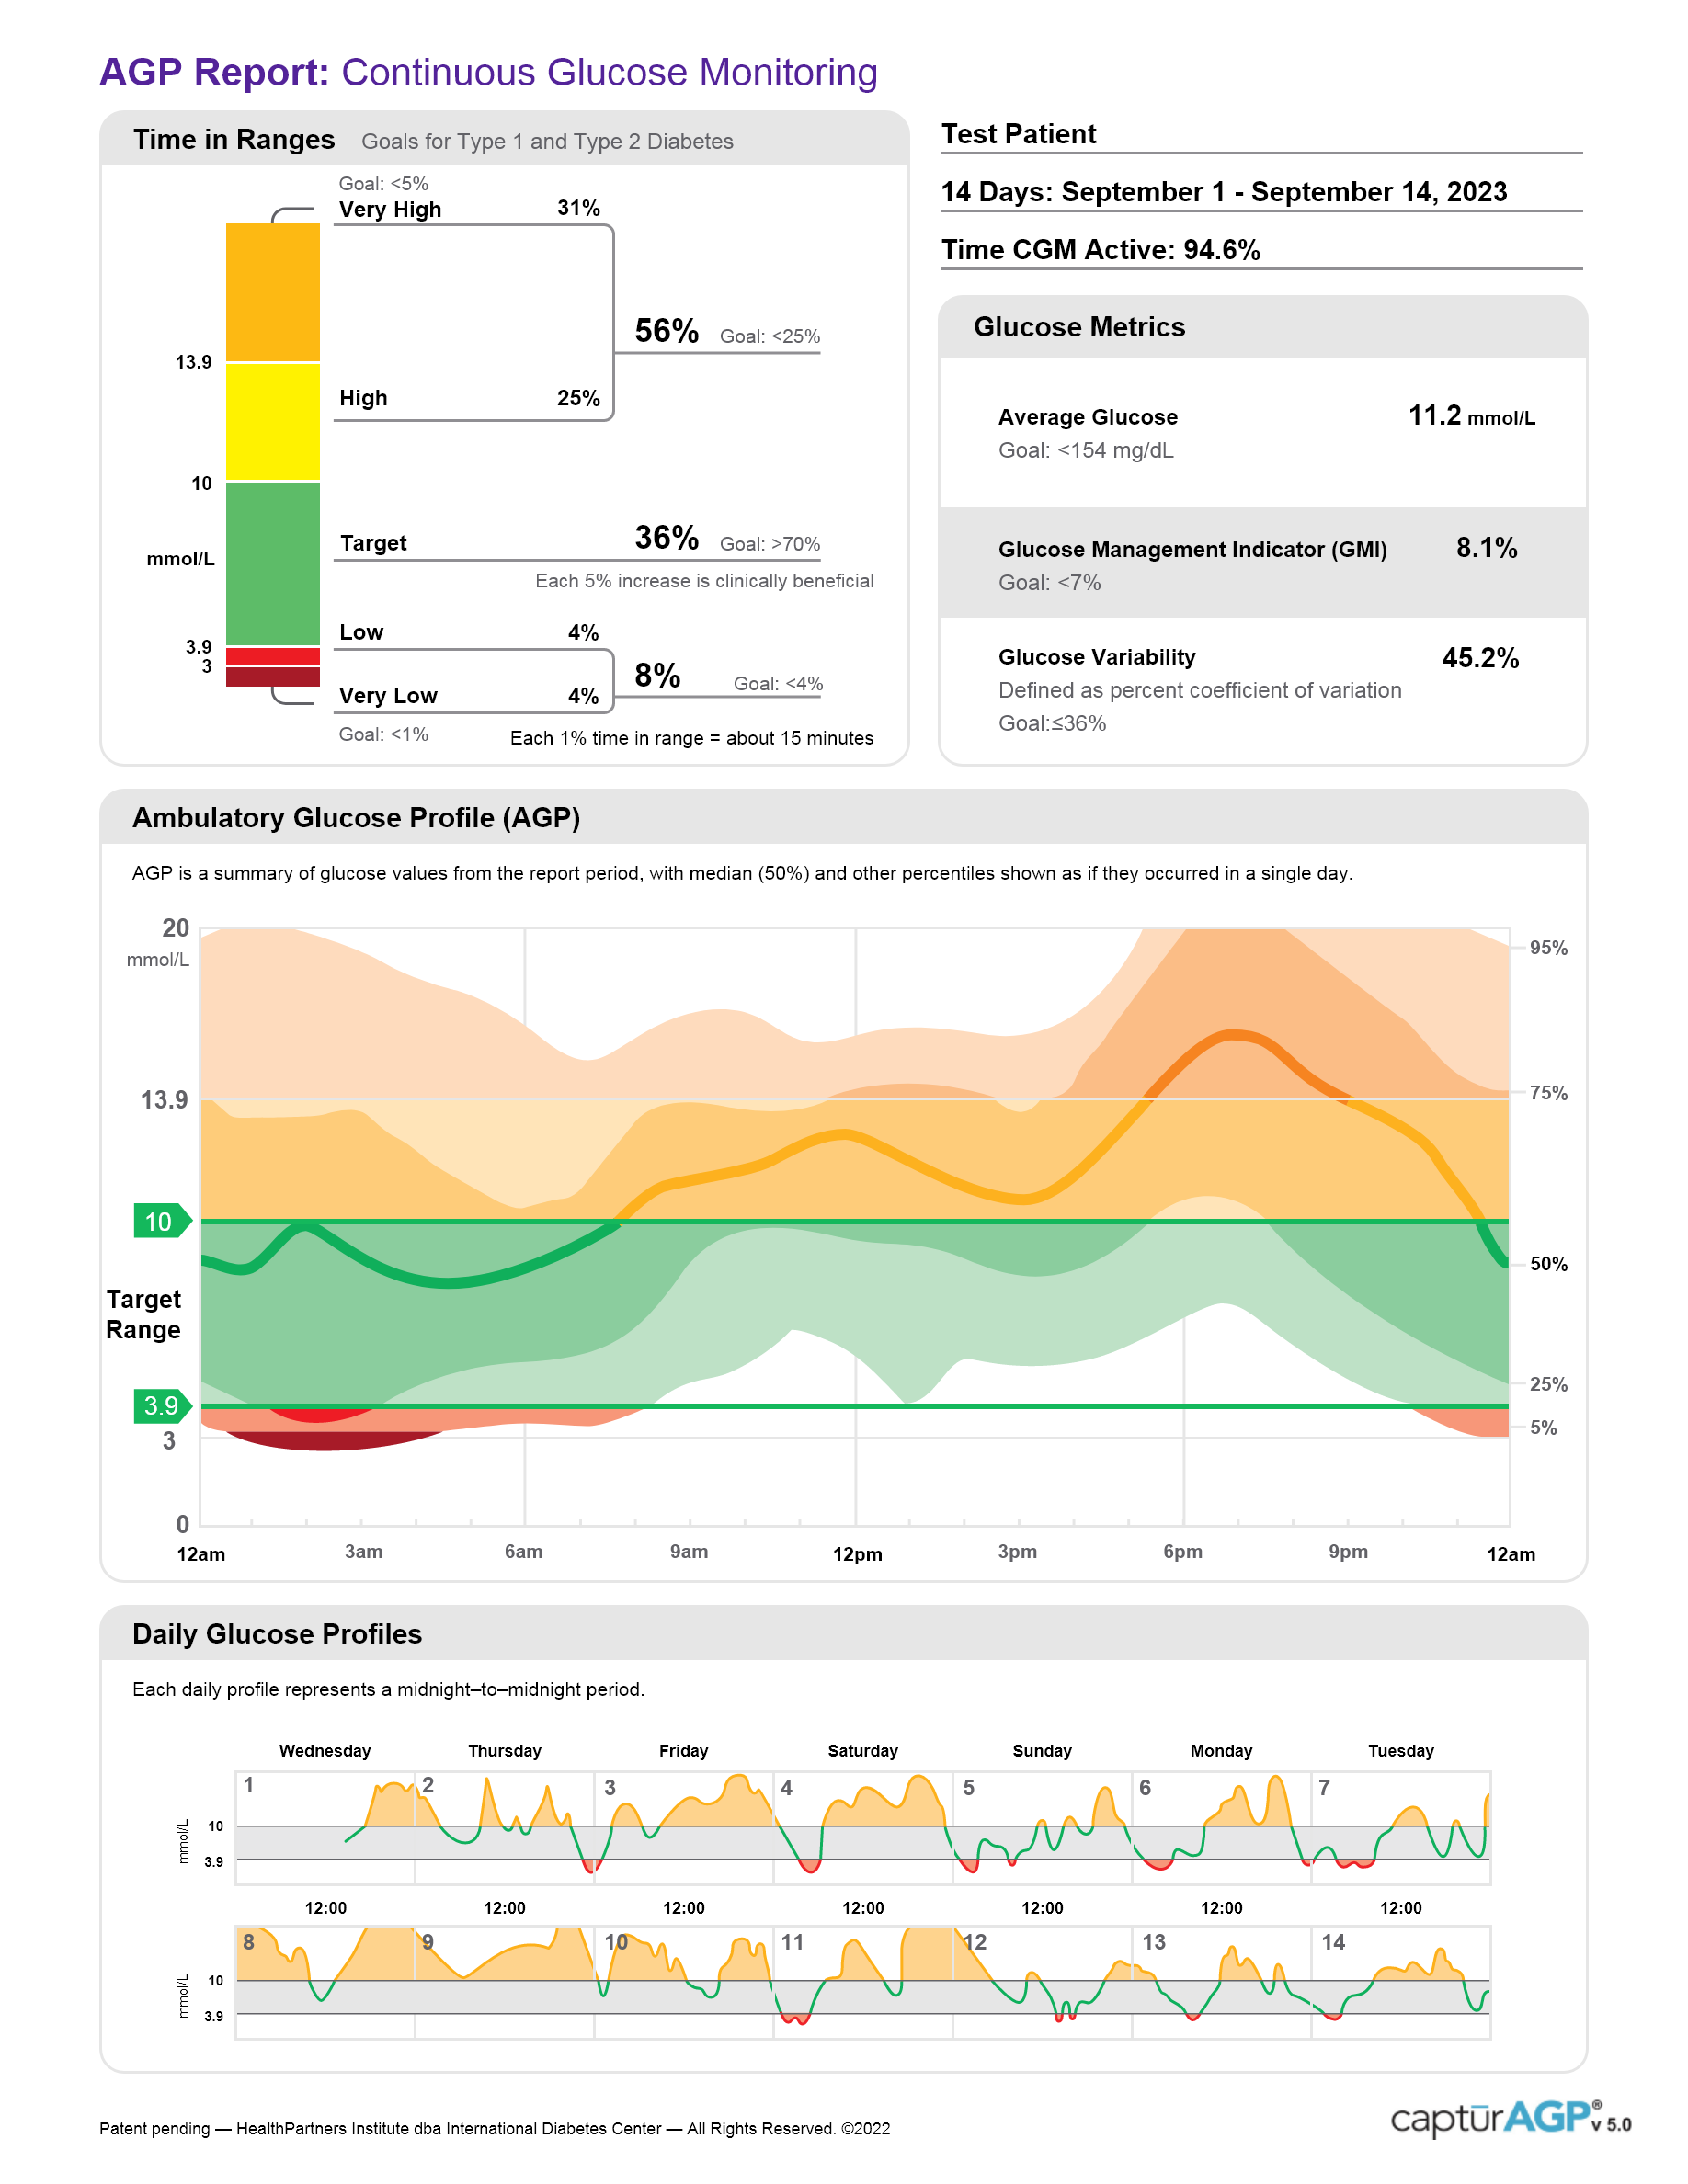 AGP Report: Continuous Glucose Monitoring
Time in Ranges Goals for Type 1 and Type 2 Diabetes
Goal: <5%
Very High 31%
56% Goal: <25%
13.9
High 25%
10
Target 36% Goal: >70%
mmol/L
Each 5% increase is clinically beneficial
Low 4%
3.9
3
8% Goal: <4%
Very Low 4%
Goal: <1%
Each 1% time in range = about 15 minutes
Test Patient
14 Days: September 1 - September 14, 2023
Time CGM Active: 94.6%
Glucose Metrics
Average Glucose 11.2 mmol/L
Goal: <154 mg/dL
Glucose Management Indicator (GMI) 8.1%
Goal: <7%
Glucose Variability 45.2%
Defined as percent coefficient of variation
Goal:≤36%
Ambulatory Glucose Profile (AGP)
AGP is a summary of glucose values from the report period, with median (50%) and other percentiles shown as if they occurred in a single day.
20
mmol/L
95%
13.9
75%
10
50%
Target
Range
25%
3.9
5%
3
0
12am 3am 6am 9am 12pm 3pm 6pm 9pm 12am
Daily Glucose Profiles
Each daily profile represents a midnight–to–midnight period.
Wednesday Thursday Friday Saturday Sunday Monday Tuesday
1 2 3 4 5 6 7
10
mmol/L
3.9
12:00 12:00 12:00 12:00 12:00 12:00 12:00
8 9 10 11 12 13 14
10
mmol/L
3.9
Patent pending — HealthPartners Institute dba International Diabetes Center — All Rights Reserved. ©2022
captūrAGP® v 5.0